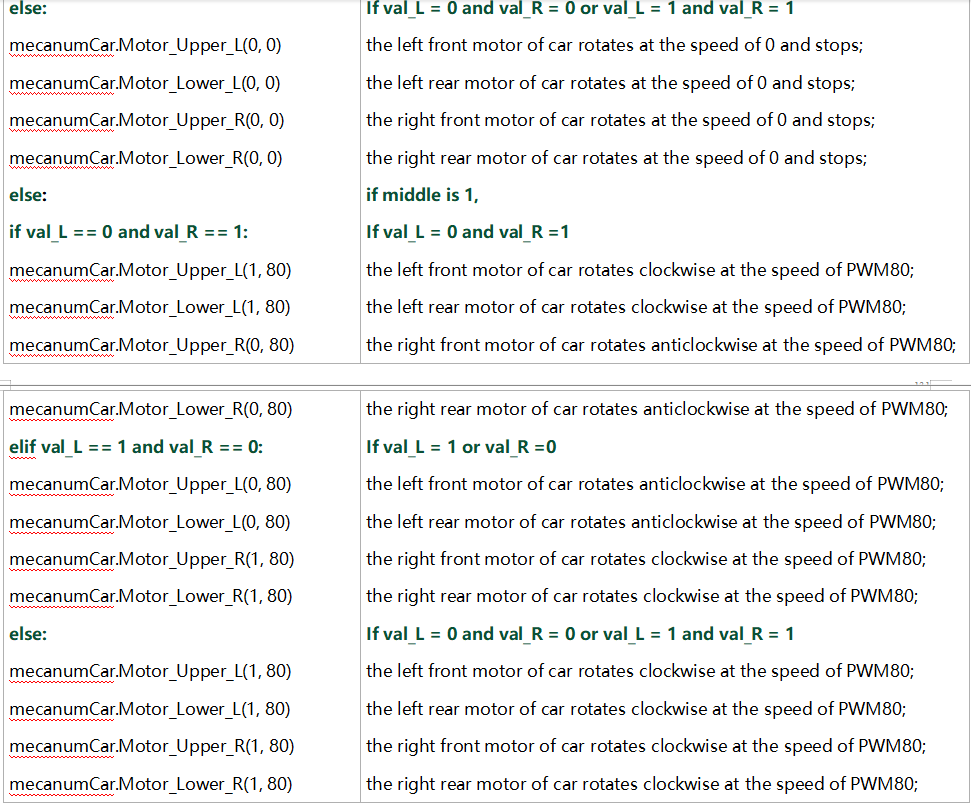 else:	If val_L = 0 and val_R = 0 or val_L = 1 and val_R = 1
mecanumCar.Motor_Upper_L(0, 0)	the left front motor of car rotates at the speed of 0 and stops;
mecanumCar.Motor_Lower_L(0, 0)	the left rear motor of car rotates at the speed of 0 and stops;
mecanumCar.Motor_Upper_R(0, 0)	the right front motor of car rotates at the speed of 0 and stops;
mecanumCar.Motor_Lower_R(0, 0)	the right rear motor of car rotates at the speed of 0 and stops;
else:	if middle is 1,
if val_L == 0 and val_R == 1:	If val_L = 0 and val_R =1
mecanumCar.Motor_Upper_L(1, 80)	the left front motor of car rotates clockwise at the speed of PWM80;
mecanumCar.Motor_Lower_L(1, 80)	the left rear motor of car rotates clockwise at the speed of PWM80;
mecanumCar.Motor_Upper_R(0, 80)	the right front motor of car rotates anticlockwise at the speed of PWM80;
mecanumCar.Motor_Lower_R(0, 80)	the right rear motor of car rotates anticlockwise at the speed of PWM80;
elif val_L == 1 and val_R == 0:	If val_L = 1 or val_R =0
mecanumCar.Motor_Upper_L(0, 80)	the left front motor of car rotates anticlockwise at the speed of PWM80;
mecanumCar.Motor_Lower_L(0, 80)	the left rear motor of car rotates anticlockwise at the speed of PWM80;
mecanumCar.Motor_Upper_R(1, 80)	the right front motor of car rotates clockwise at the speed of PWM80;
mecanumCar.Motor_Lower_R(1, 80)	the right rear motor of car rotates clockwise at the speed of PWM80;
else:	If val_L = 0 and val_R = 0 or val_L = 1 and val_R = 1
mecanumCar.Motor_Upper_L(1, 80)	the left front motor of car rotates clockwise at the speed of PWM80;
mecanumCar.Motor_Lower_L(1, 80)	the left rear motor of car rotates clockwise at the speed of PWM80;
mecanumCar.Motor_Upper_R(1, 80)	the right front motor of car rotates clockwise at the speed of PWM80;
mecanumCar.Motor_Lower_R(1, 80)	the right rear motor of car rotates clockwise at the speed of PWM80;